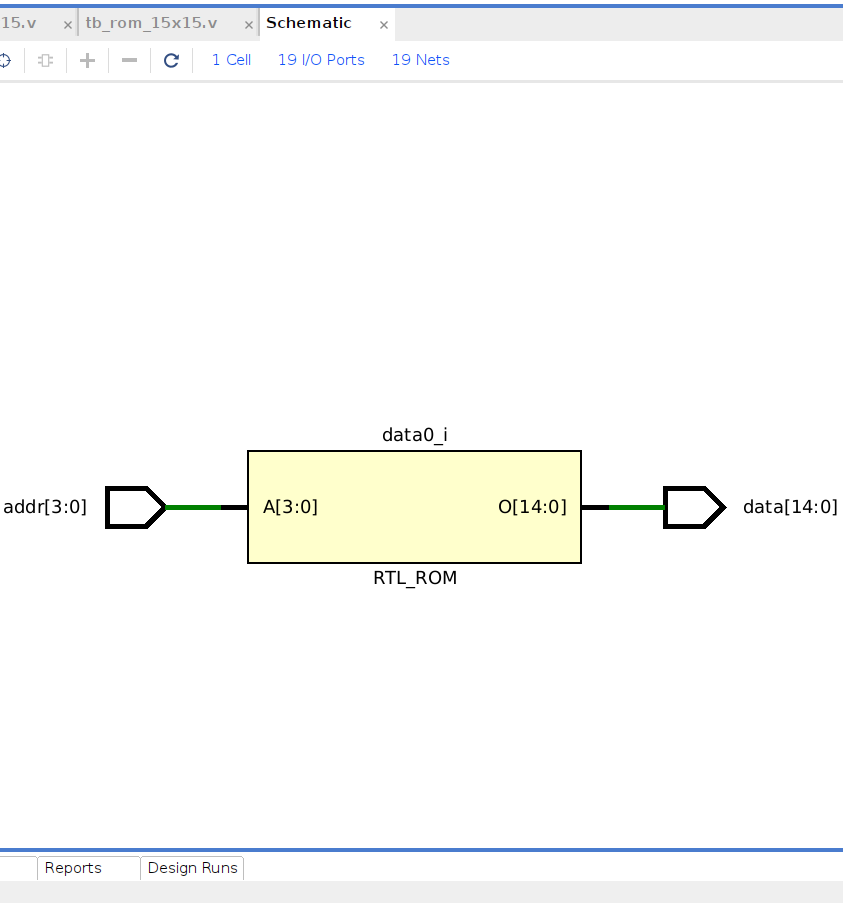 15.v × tb_rom_15x15.v × Schematic ×
1 Cell 19 I/O Ports 19 Nets
data0_i
addr[3:0] A[3:0] O[14:0] data[14:0]
RTL_ROM
Reports Design Runs